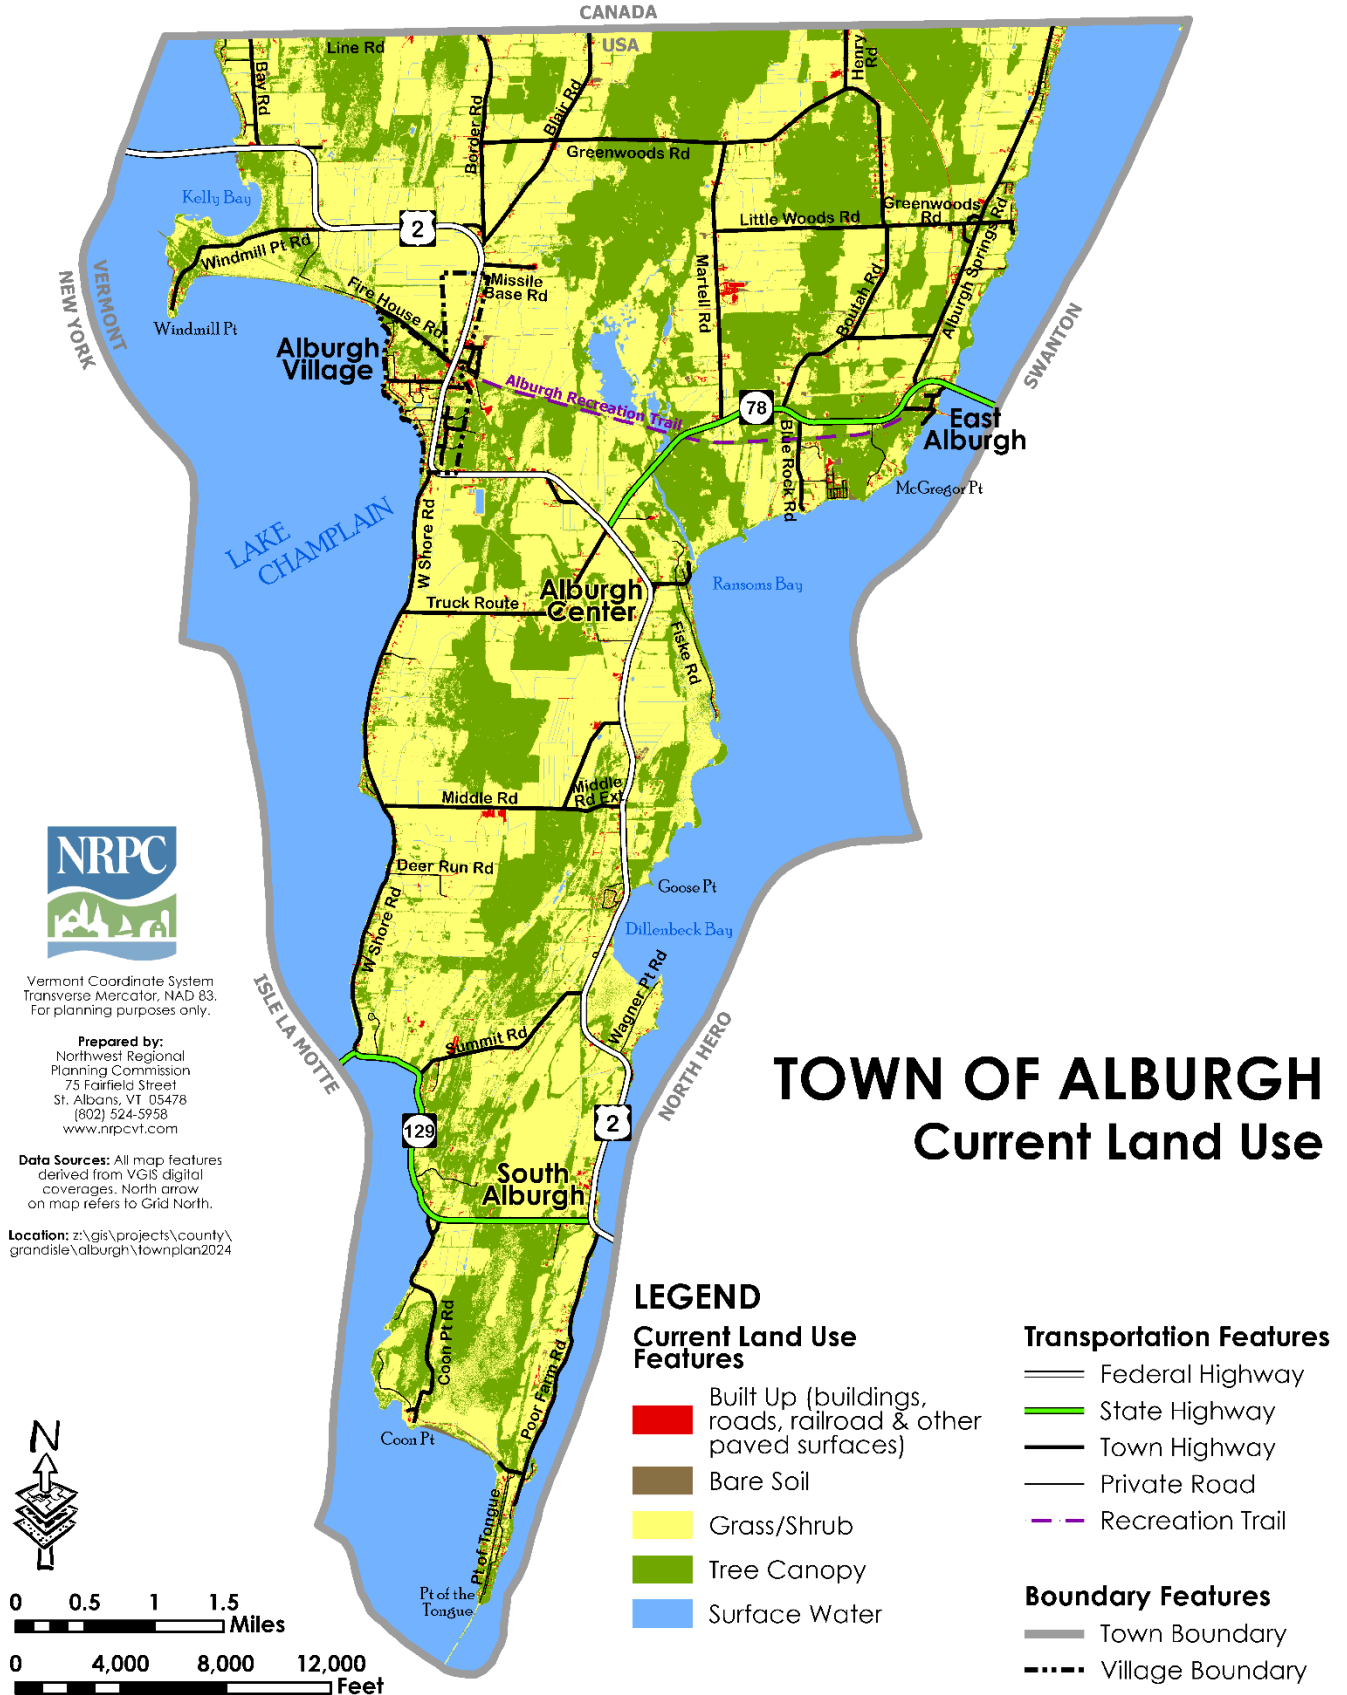 CANADA
USA
Line Rd
Bay Rd
Border Rd
Blair Rd
Henry
Rd
Greenwoods Rd
Kelly Bay
2
Windmill Pt Rd
Little Woods Rd
Greenwoods
Rd
Alburgh Springs Rd
Martell Rd
Boutah Rd
Missile
Base Rd
Fire House Rd
Windmill Pt
VERMONT
NEW YORK
Alburgh
Village
Alburgh Recreation Trail
78
SWANTON
East
Alburgh
Blue Rock Rd
McGregor Pt
LAKE
CHAMPLAIN
W Shore Rd
Truck Route
Alburgh
Center
Ransoms Bay
Fiske Rd
Middle Rd
Middle
Rd Ext
Deer Run Rd
Goose Pt
Dillenbeck Bay
W Shore Rd
Wagner Pt Rd
Summit Rd
ISLE LA MOTTE
NORTH HERO
129
2
South
Alburgh
Coon Pt Rd
Poor Farm Rd
Coon Pt
Pt of Tongue
Pt of the
Tongue
NRPC
Vermont Coordinate System
Transverse Mercator, NAD 83.
For planning purposes only.
Prepared by:
Northwest Regional
Planning Commission
75 Fairfield Street
St. Albans, VT 05478
(802) 524-5958
www.nrpcvt.com
Data Sources: All map features
derived from VGIS digital
coverages. North arrow
on map refers to Grid North.
Location: z:\gis\projects\county\
grandisle\alburgh\townplan2024
TOWN OF ALBURGH
Current Land Use
LEGEND
Current Land Use
Features
Built Up (buildings,
roads, railroad & other
paved surfaces)
Bare Soil
Grass/Shrub
Tree Canopy
Surface Water
Transportation Features
Federal Highway
State Highway
Town Highway
Private Road
Recreation Trail
Boundary Features
Town Boundary
Village Boundary
N
0 0.5 1 1.5
Miles
0 4,000 8,000 12,000
Feet